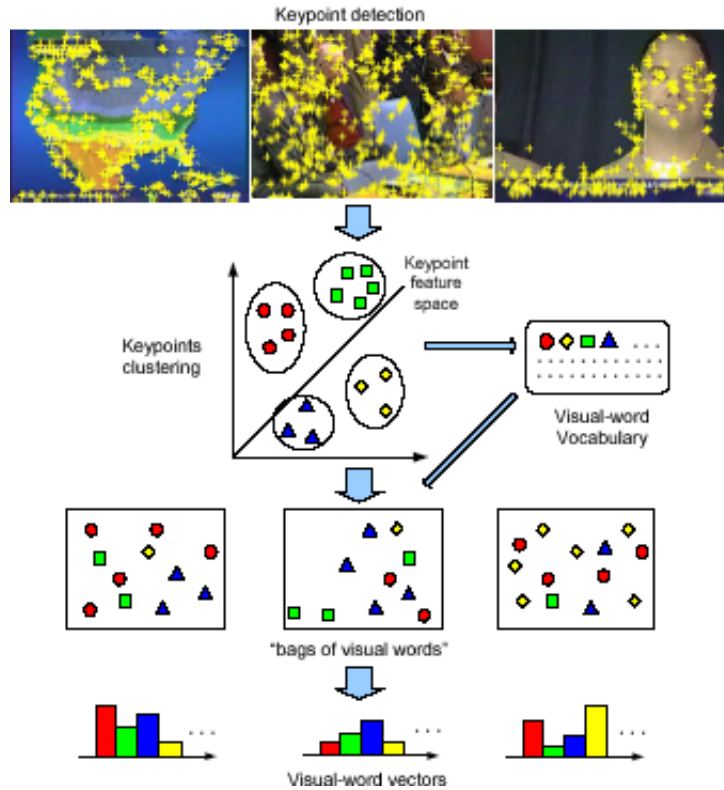 Keypoint detection
Keypoint
feature
space
Keypoints
clustering
Visual-word
Vocabulary
"bags of visual words"
Visual-word vectors